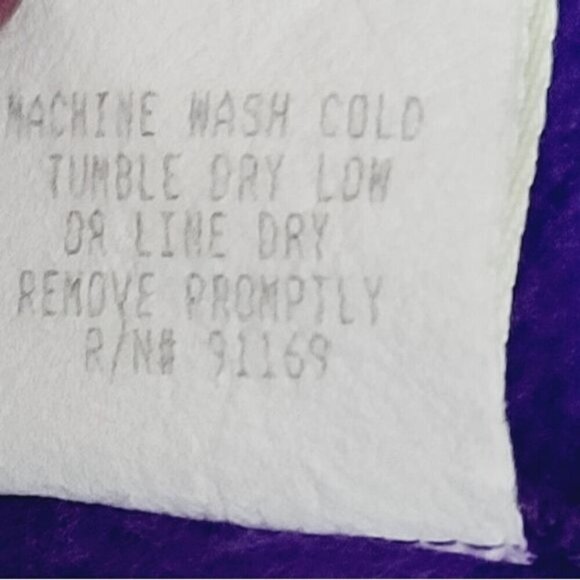 MACHINE WASH COLD
TUMBLE DRY LOW
OR LINE DRY
REMOVE PROMPTLY
R/N# 91169